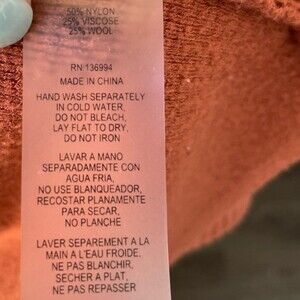 50% NYLON
25% VISCOSE
25% WOOL
RN 136994
MADE IN CHINA
HAND WASH SEPARATELY
IN COLD WATER,
DO NOT BLEACH,
LAY FLAT TO DRY,
DO NOT IRON
LAVAR A MANO
SEPARADAMENTE CON
AGUA FRIA,
NO USE BLANQUEADOR,
RECOSTAR PLANAMENTE
PARA SECAR,
NO PLANCHE
LAVER SEPAREMENT A LA
MAIN A L'EAU FROIDE,
NE PAS BLANCHIR,
SECHER A PLAT,
NE PAS REPASSER